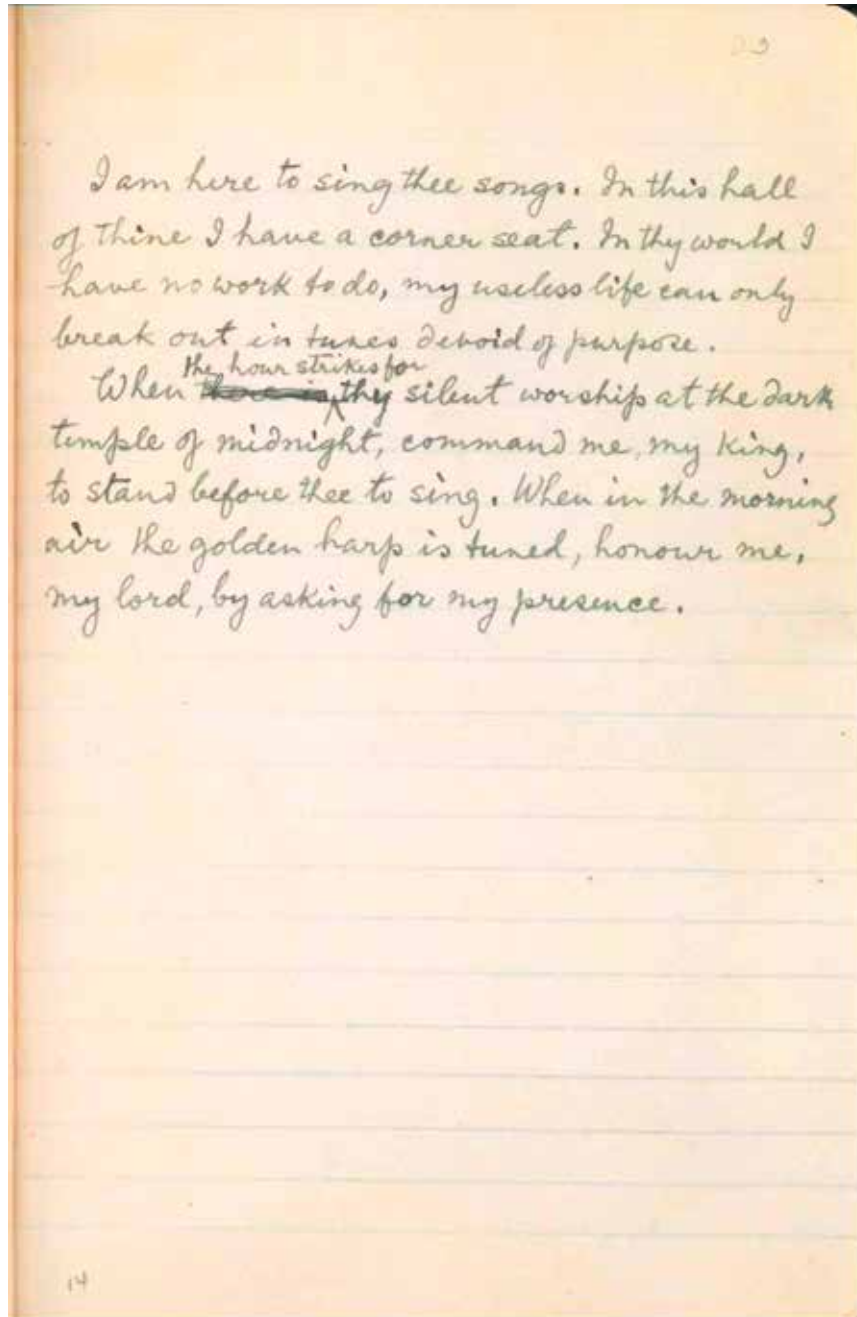 I am here to sing thee songs. In this hall
of thine I have a corner seat. In thy world I
have no work to do, my useless life can only
break out in tunes devoid of purpose.
the hour strikes for
When there is thy silent worship at the dark
temple of midnight, command me, my king,
to stand before thee to sing. When in the morning
air the golden harp is tuned, honour me,
my lord, by asking for my presence.
14